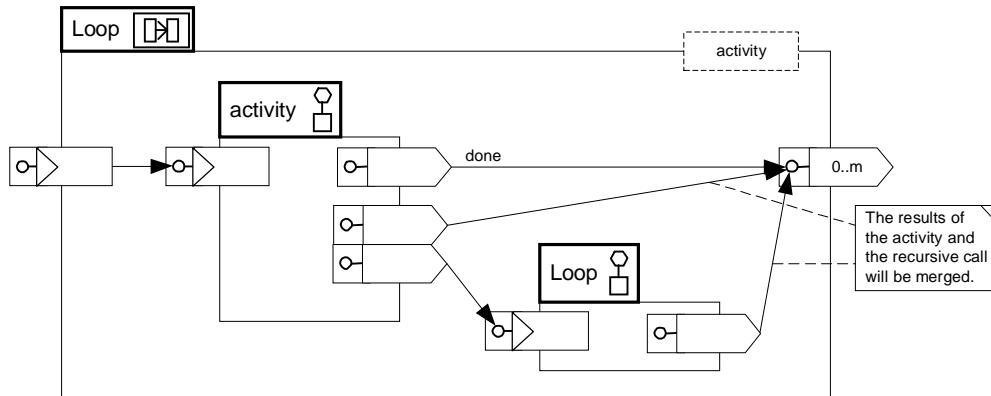 Loop
activity
activity
done
0..m
The results of
the activity and
the recursive call
will be merged.
Loop